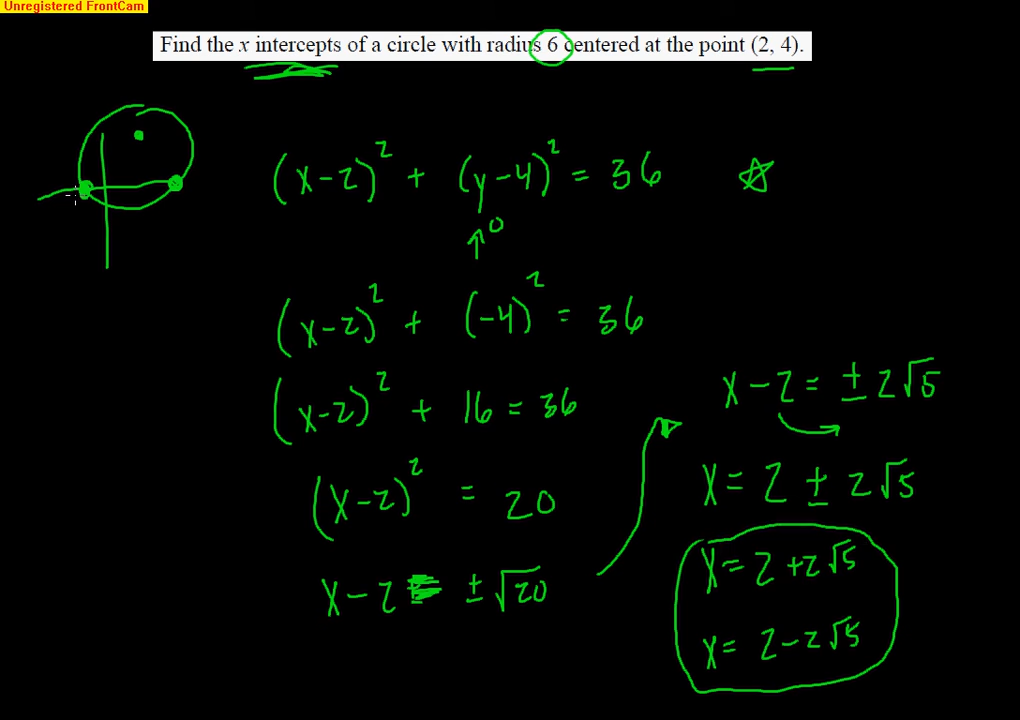 Unregistered FrontCam
Find the x intercepts of a circle with radius 6 centered at the point (2, 4).
(x-2)² + (y-4)² = 36
↑ 0
(x-2)² + (-4)² = 36
(x-2)² + 16 = 36
(x-2)² = 20
x-2 = ±√20
x-2 = ±2√5
x = 2 ± 2√5
x = 2+2√5
x = 2-2√5